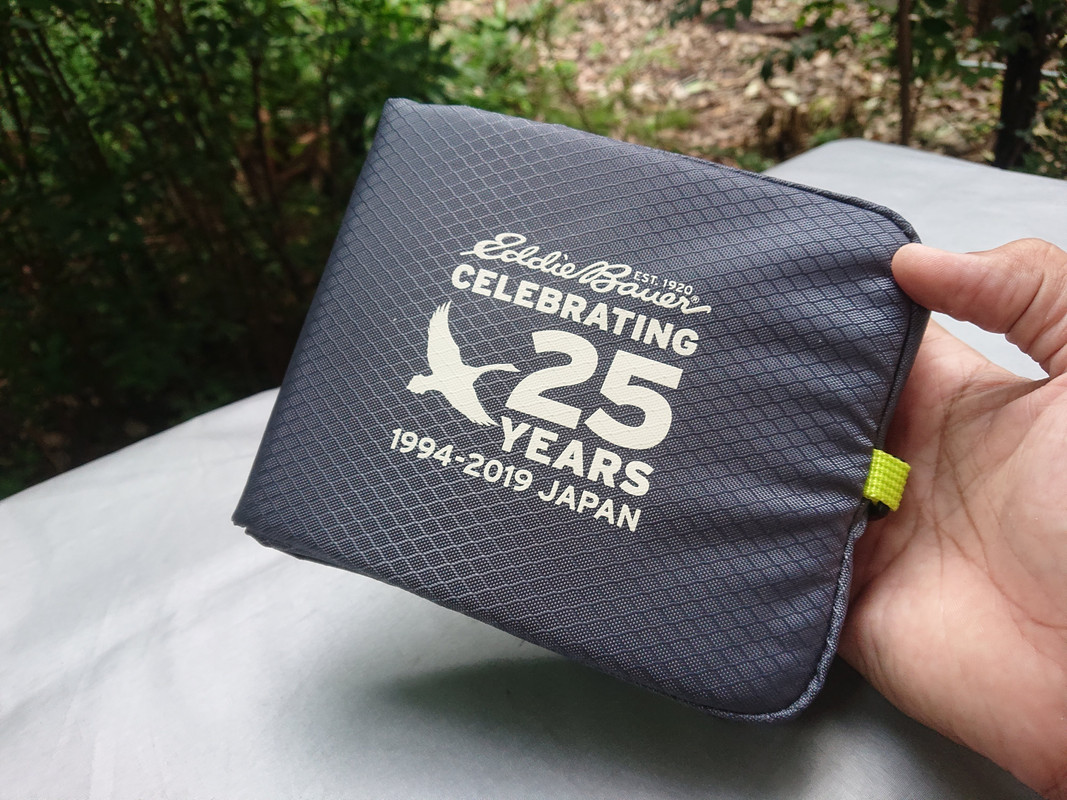 Eddie Bauer®
EST. 1920
CELEBRATING
25
YEARS
1994-2019 JAPAN